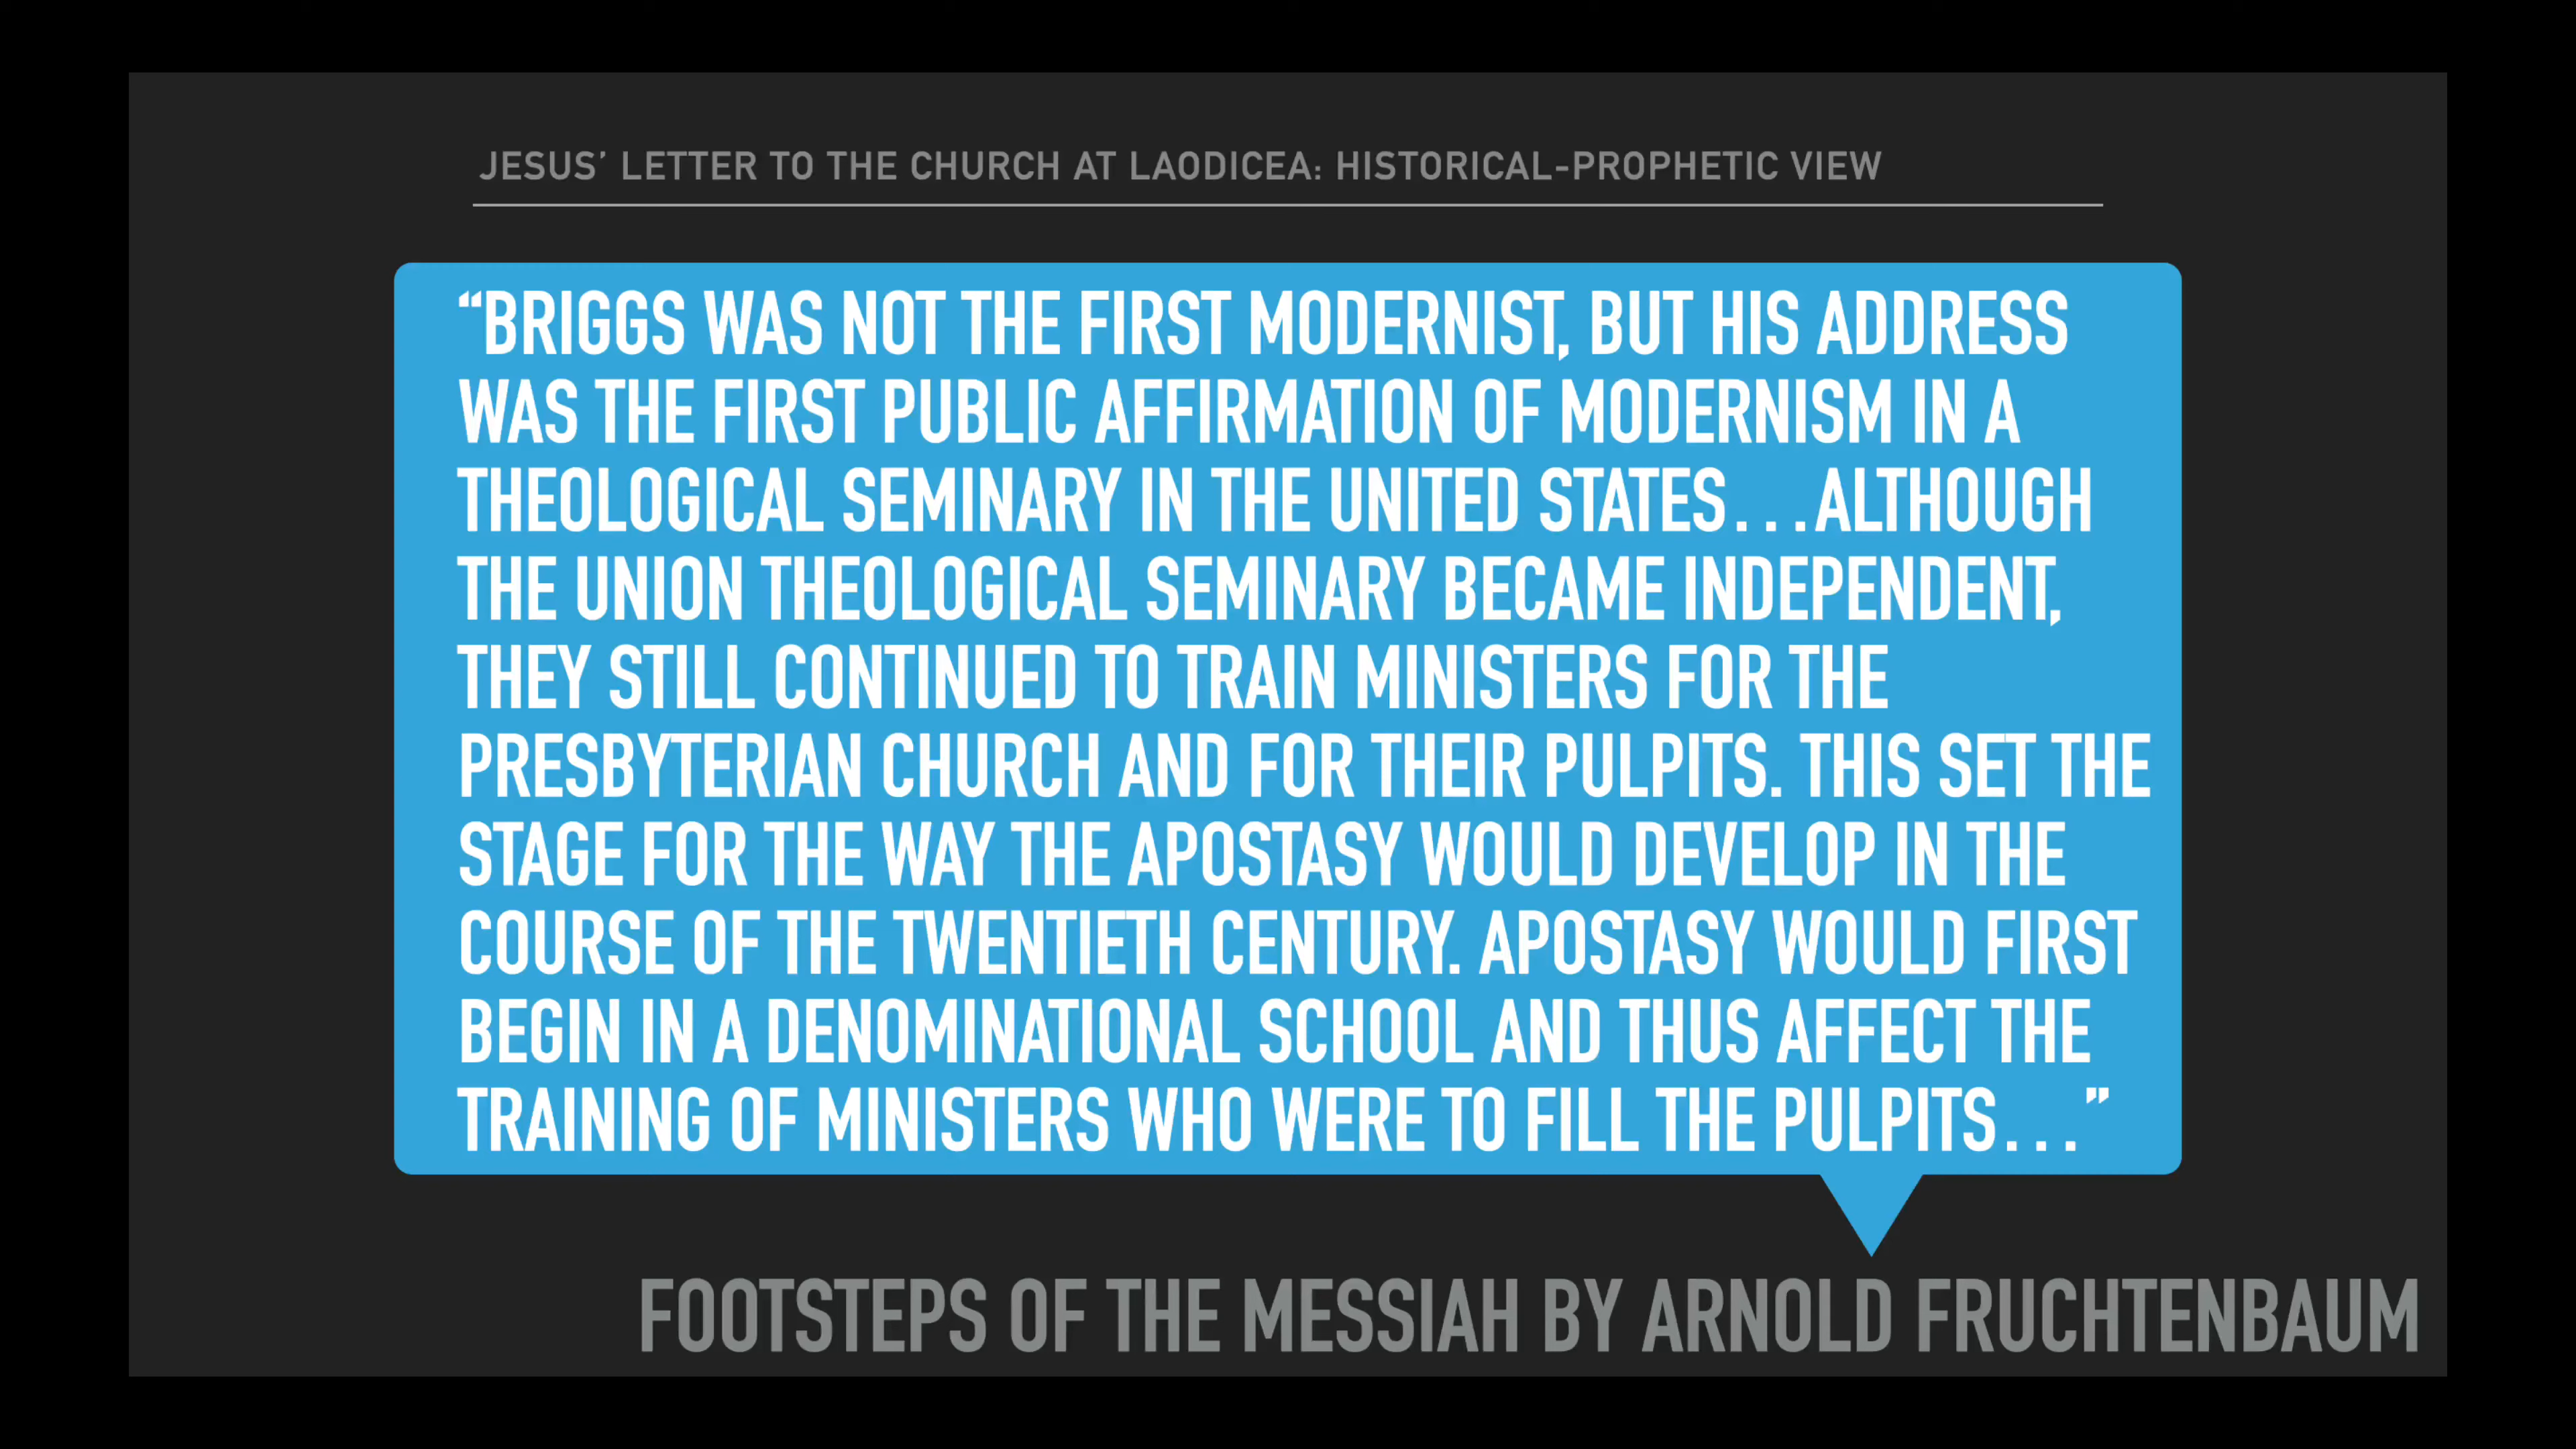 JESUS’ LETTER TO THE CHURCH AT LAODICEA: HISTORICAL-PROPHETIC VIEW
“BRIGGS WAS NOT THE FIRST MODERNIST, BUT HIS ADDRESS
WAS THE FIRST PUBLIC AFFIRMATION OF MODERNISM IN A
THEOLOGICAL SEMINARY IN THE UNITED STATES...ALTHOUGH
THE UNION THEOLOGICAL SEMINARY BECAME INDEPENDENT,
THEY STILL CONTINUED TO TRAIN MINISTERS FOR THE
PRESBYTERIAN CHURCH AND FOR THEIR PULPITS. THIS SET THE
STAGE FOR THE WAY THE APOSTASY WOULD DEVELOP IN THE
COURSE OF THE TWENTIETH CENTURY. APOSTASY WOULD FIRST
BEGIN IN A DENOMINATIONAL SCHOOL AND THUS AFFECT THE
TRAINING OF MINISTERS WHO WERE TO FILL THE PULPITS...”
FOOTSTEPS OF THE MESSIAH BY ARNOLD FRUCHTENBAUM